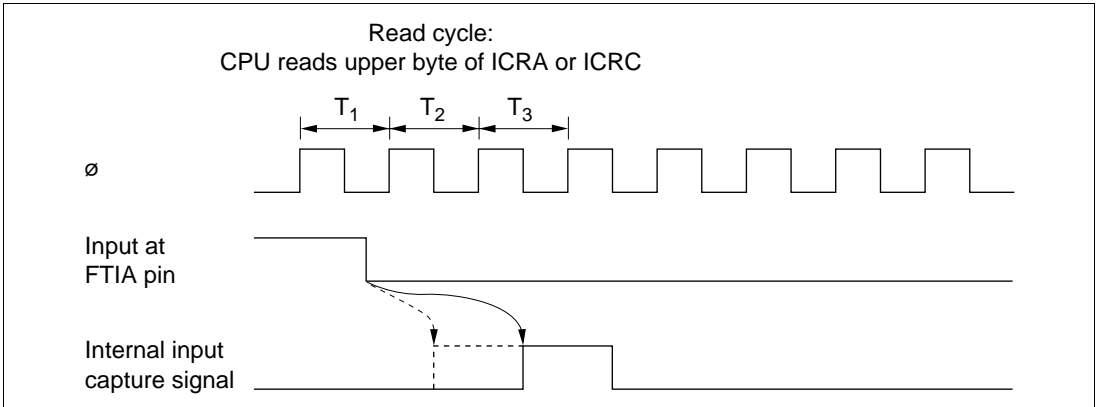 Read cycle:
CPU reads upper byte of ICRA or ICRC
T1 T2 T3
ø
Input at
FTIA pin
Internal input
capture signal